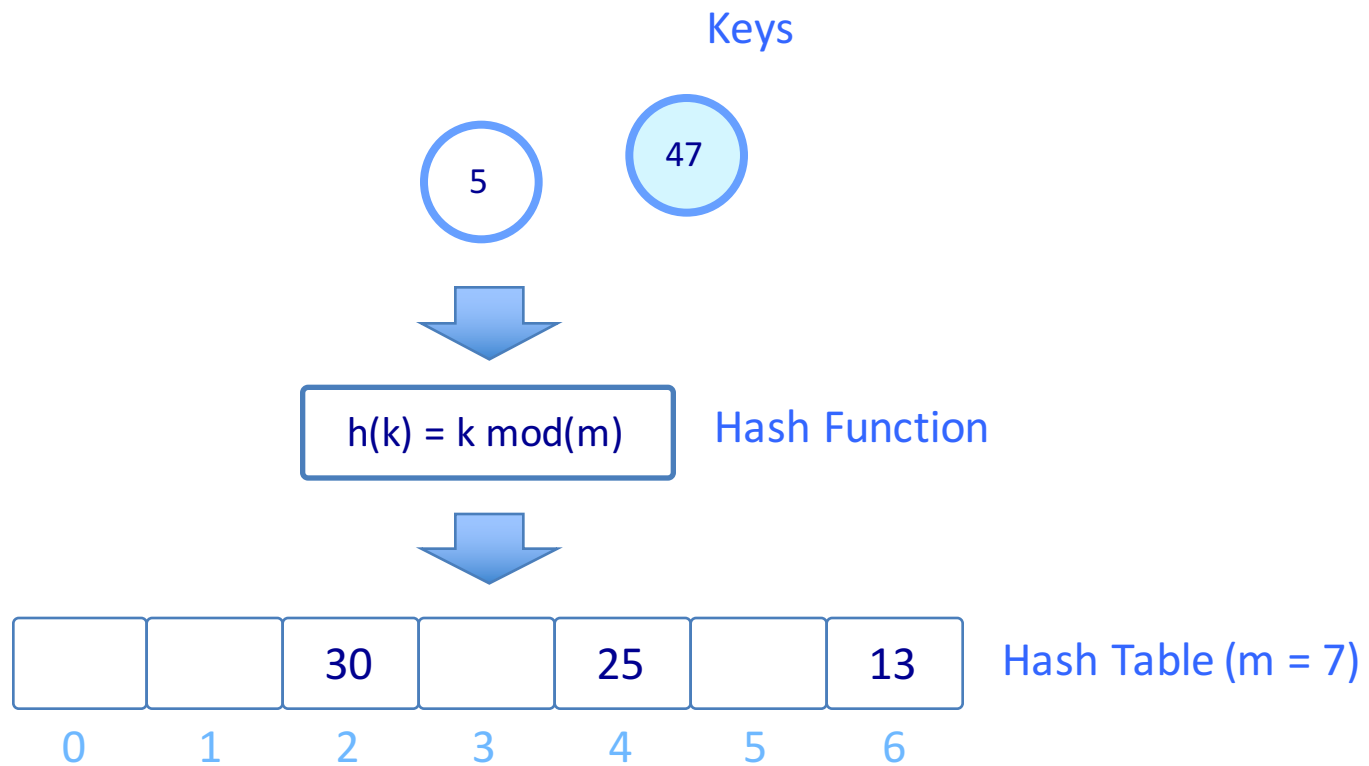 Keys
5
47
h(k) = k mod(m)
Hash Function
30 25 13
Hash Table (m = 7)
0 1 2 3 4 5 6